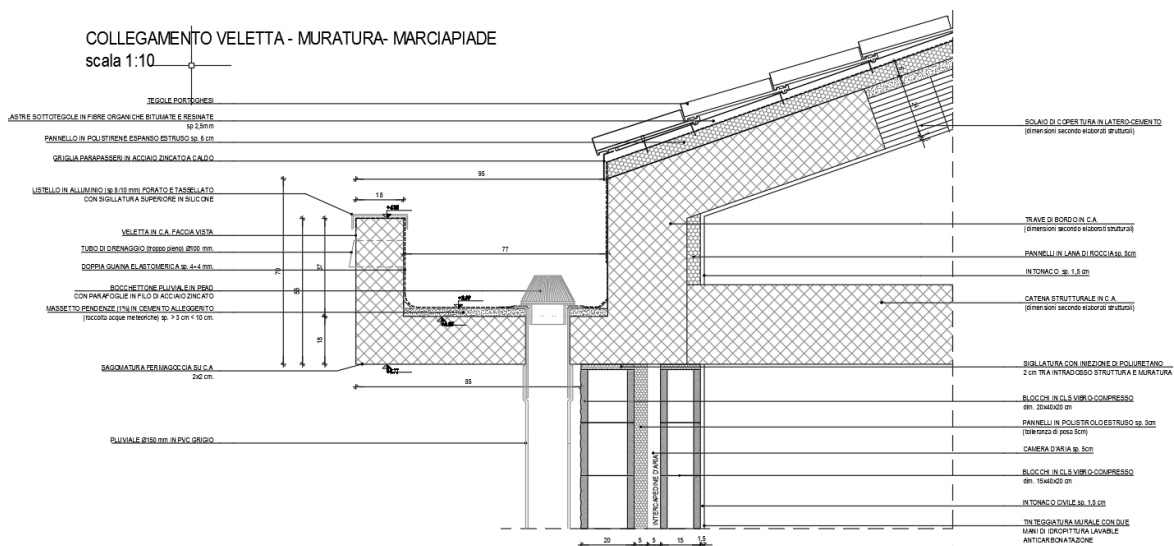 COLLEGAMENTO VELETTA - MURATURA- MARCIAPIADE
scala 1:10
TEGOLE PORTOGHESI
LASTRE SOTTOTEGOLE IN FIBRE ORGANICHE BITUMATE E RESINATE
sp 2,5mm
PANNELLO IN POLISTIRENE ESPANSO ESTRUSO sp. 6 cm
GRIGLIA PARAPASSERI IN ACCIAIO ZINCATO A CALDO
LISTELLO IN ALLUMINIO (sp 8/10 mm) FORATO E TASSELLATO
CON SIGILLATURA SUPERIORE IN SILICONE
VELETTA IN C.A. FACCIA VISTA
TUBO DI DRENAGGIO (troppo pieno) Ø100 mm.
DOPPIA GUAINA ELASTOMERICA sp. 4+4 mm.
BOCCHETTONE PLUVIALE IN PEAD
CON PARAFOGLIE IN FILO DI ACCIAIO ZINCATO
MASSETTO PENDENZE (1%) IN CEMENTO ALLEGGERITO
(raccolta acque meteoriche) sp. > 3 cm < 10 cm.
SAGOMATURA FERMAGOCCIA SU C.A
2x2 cm.
PLUVIALE Ø150 mm IN PVC GRIGIO
95
18
77
70
55
37
18
85
INTERCAPEDINE D'ARIA
20
5
5
15
1,5
SOLAIO DI COPERTURA IN LATERO-CEMENTO
(dimensioni secondo elaborati strutturali)
TRAVE DI BORDO IN C.A.
(dimensioni secondo elaborati strutturali)
PANNELLI IN LANA DI ROCCIA sp. 5cm
INTONACO sp. 1,5 cm
CATENA STRUTTURALE IN C.A.
(dimensioni secondo elaborati strutturali)
SIGILLATURA CON INIEZIONE DI POLIURETANO
2 cm TRA INTRADOSSO STRUTTURA E MURATURA
BLOCCHI IN CLS VIBRO-COMPRESSO
dim. 20x40x20 cm
PANNELLI IN POLISTIROLO ESTRUSO sp. 3cm
(tolleranza di posa 5cm)
CAMERA D'ARIA sp. 5cm
BLOCCHI IN CLS VIBRO-COMPRESSO
dim. 15x40x20 cm
INTONACO CIVILE sp. 1,5 cm
TINTEGGIATURA MURALE CON DUE
MANI DI IDROPITTURA LAVABILE
ANTICARBONATAZIONE